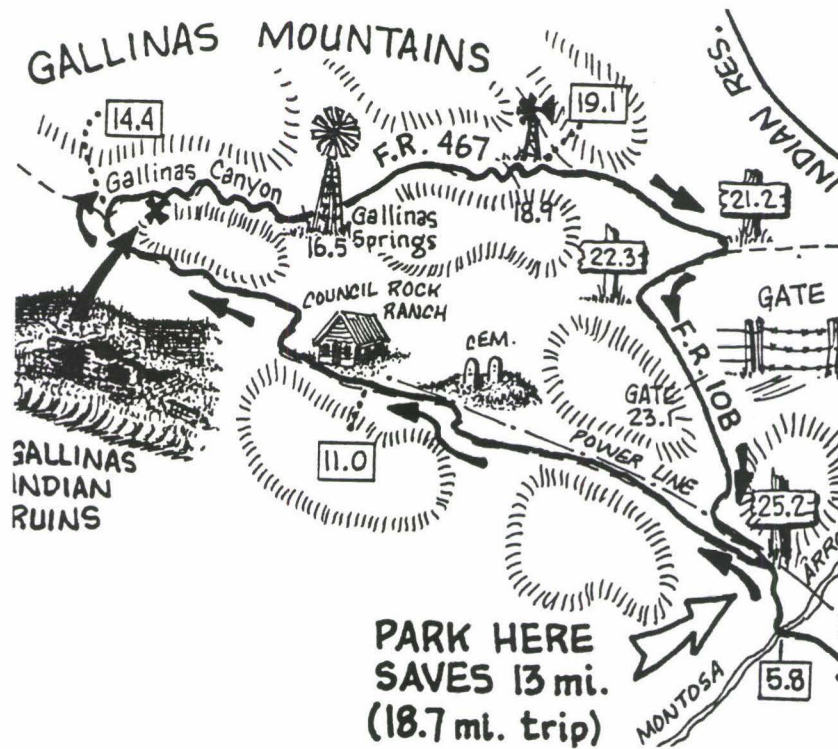 GALLINAS MOUNTAINS
INDIAN RES.
14.4
19.1
F.R. 467
Gallinas Canyon
21.2
18.9
16.5
Gallinas
Springs
22.3
COUNCIL ROCK
RANCH
GATE
CEM.
F.R. 10B
GATE
23.1
11.0
POWER LINE
GALLINAS
INDIAN
RUINS
25.2
PARK HERE
SAVES 13 mi.
(18.7 mi. trip)
MONTOSA
ARRO
5.8